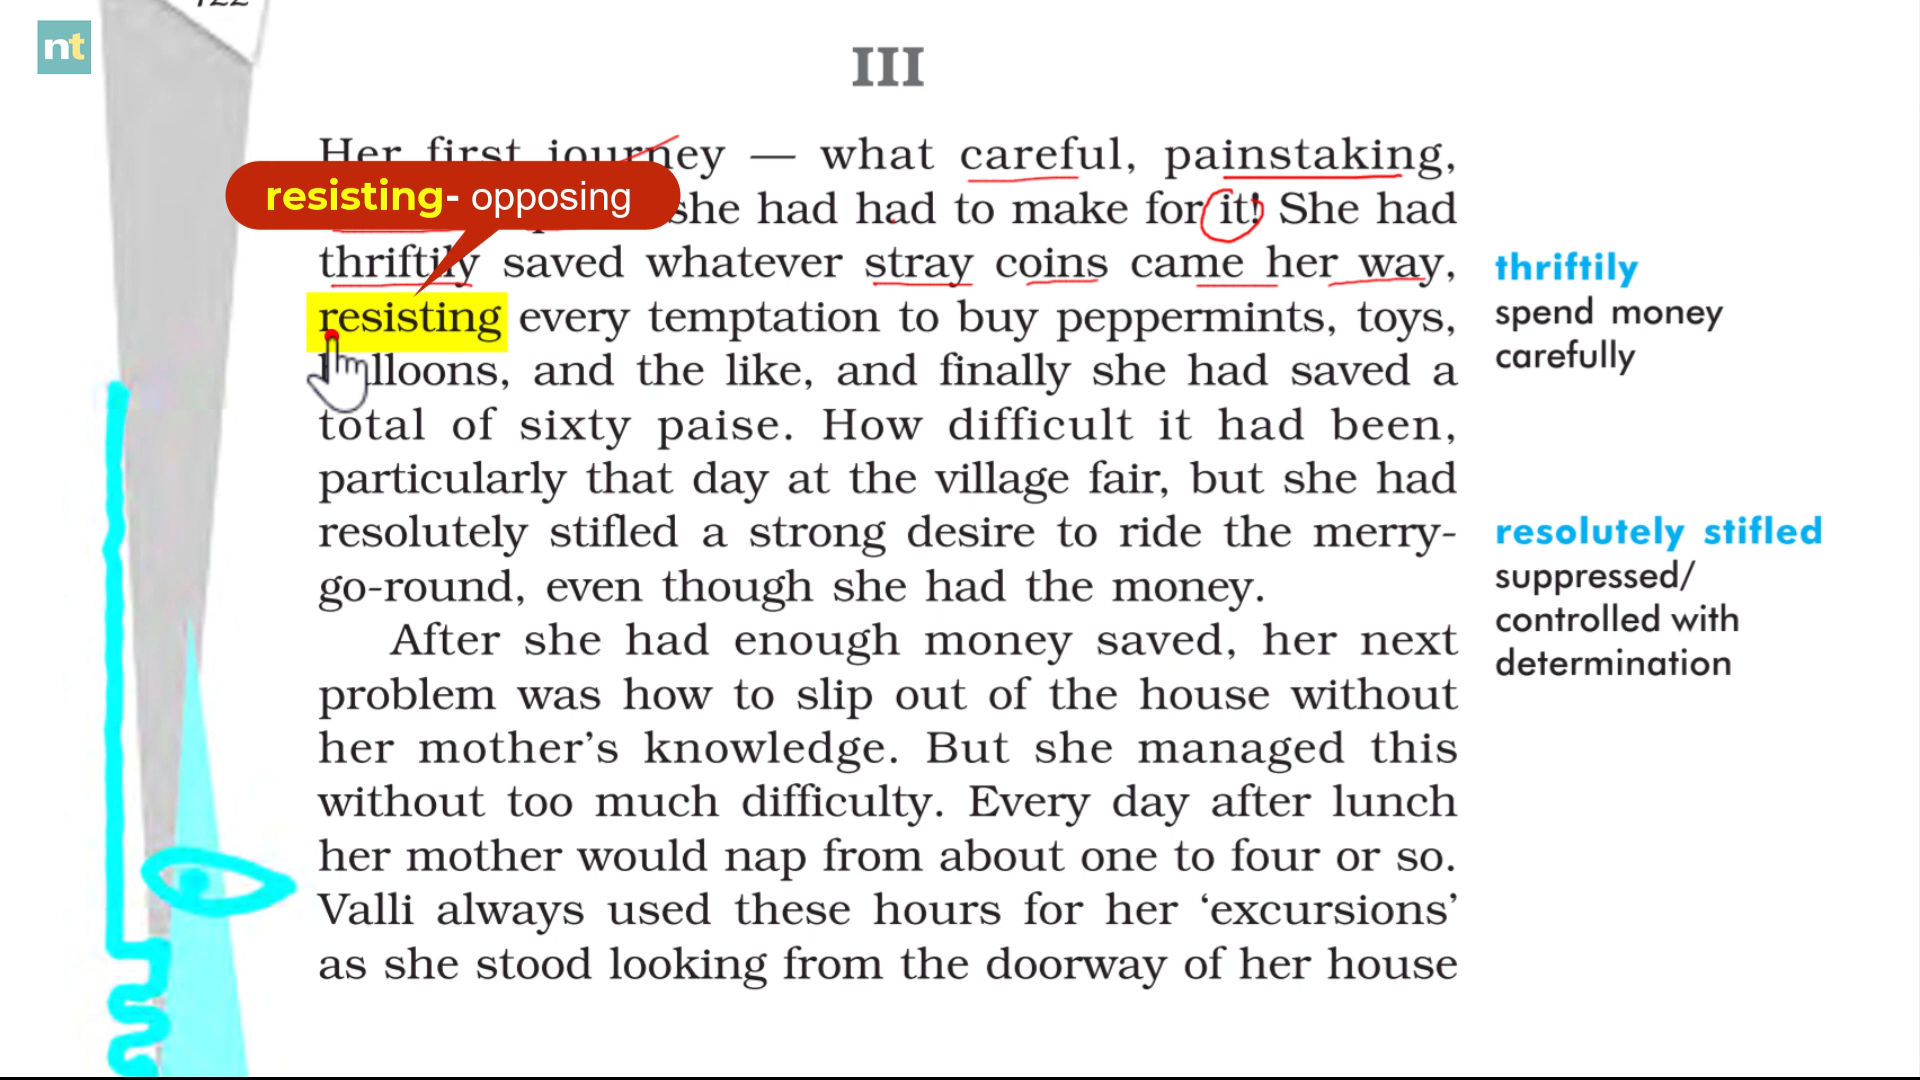 nt
III
Her first journey — what careful, painstaking,
resisting- opposing
she had had to make for it! She had
thriftily saved whatever stray coins came her way,
resisting every temptation to buy peppermints, toys,
and the like, and finally she had saved a
total of sixty paise. How difficult it had been,
particularly that day at the village fair, but she had
resolutely stifled a strong desire to ride the merry-
go-round, even though she had the money.
After she had enough money saved, her next
problem was how to slip out of the house without
her mother’s knowledge. But she managed this
without too much difficulty. Every day after lunch
her mother would nap from about one to four or so.
Valli always used these hours for her ‘excursions’
as she stood looking from the doorway of her house
thriftily
spend money
carefully
resolutely stifled
suppressed/
controlled with
determination